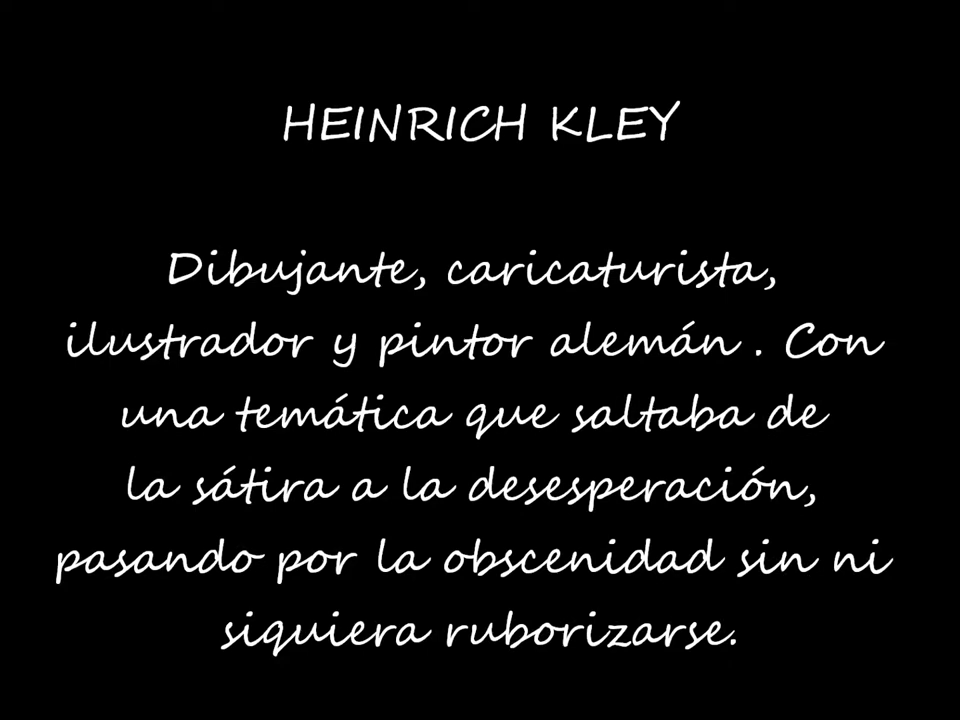 HEINRICH KLEY
Dibujante, caricaturista,
ilustrador y pintor alemán . Con
una temática que saltaba de
la sátira a la desesperación,
pasando por la obscenidad sin ni
siquiera ruborizarse.